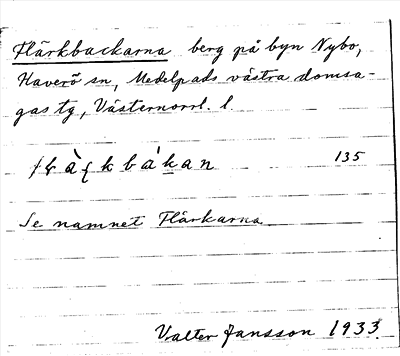 Flärkbackarna berg på byn Nybo,
Haverö sn, Medelpads västra domsa-
gas tg, Västernorrl. l
135
Se namnet Flärkarna
Valter Jansson 1933